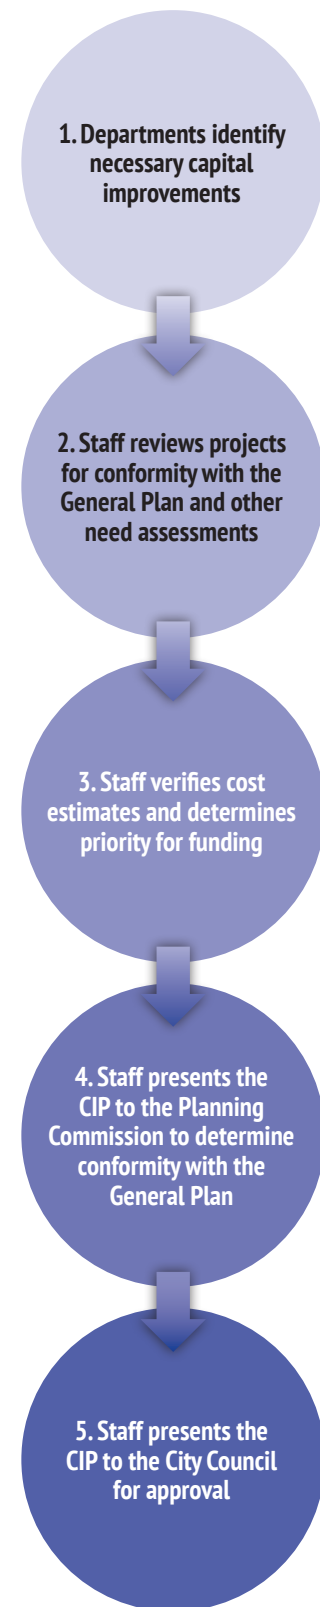 1. Departments identify
necessary capital
improvements
2. Staff reviews projects
for conformity with the
General Plan and other
need assessments
3. Staff verifies cost
estimates and determines
priority for funding
4. Staff presents the
CIP to the Planning
Commission to determine
conformity with the
General Plan
5. Staff presents the
CIP to the City Council
for approval